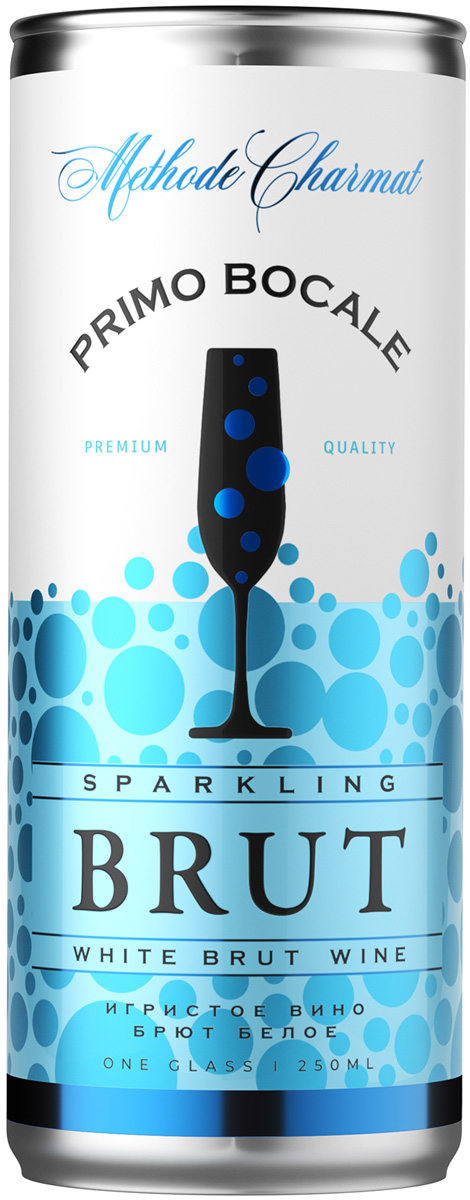 Methode Charmat
PRIMO BOCALE
PREMIUM QUALITY
SPARKLING
BRUT
WHITE BRUT WINE
ИГРИСТОЕ ВИНО
БРЮТ БЕЛОЕ
ONE GLASS | 250ML